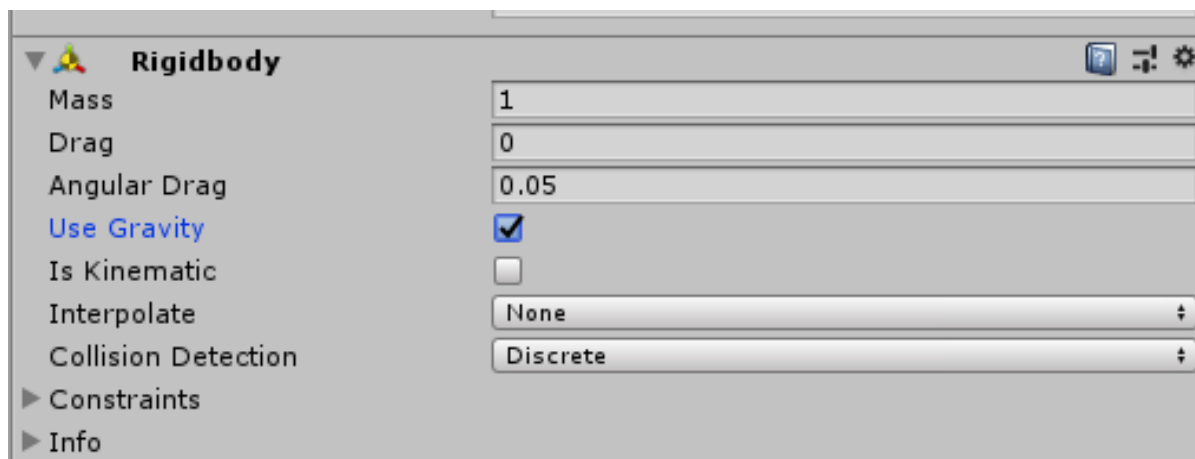 Rigidbody
Mass 1
Drag 0
Angular Drag 0.05
Use Gravity
Is Kinematic
Interpolate None
Collision Detection Discrete
Constraints
Info